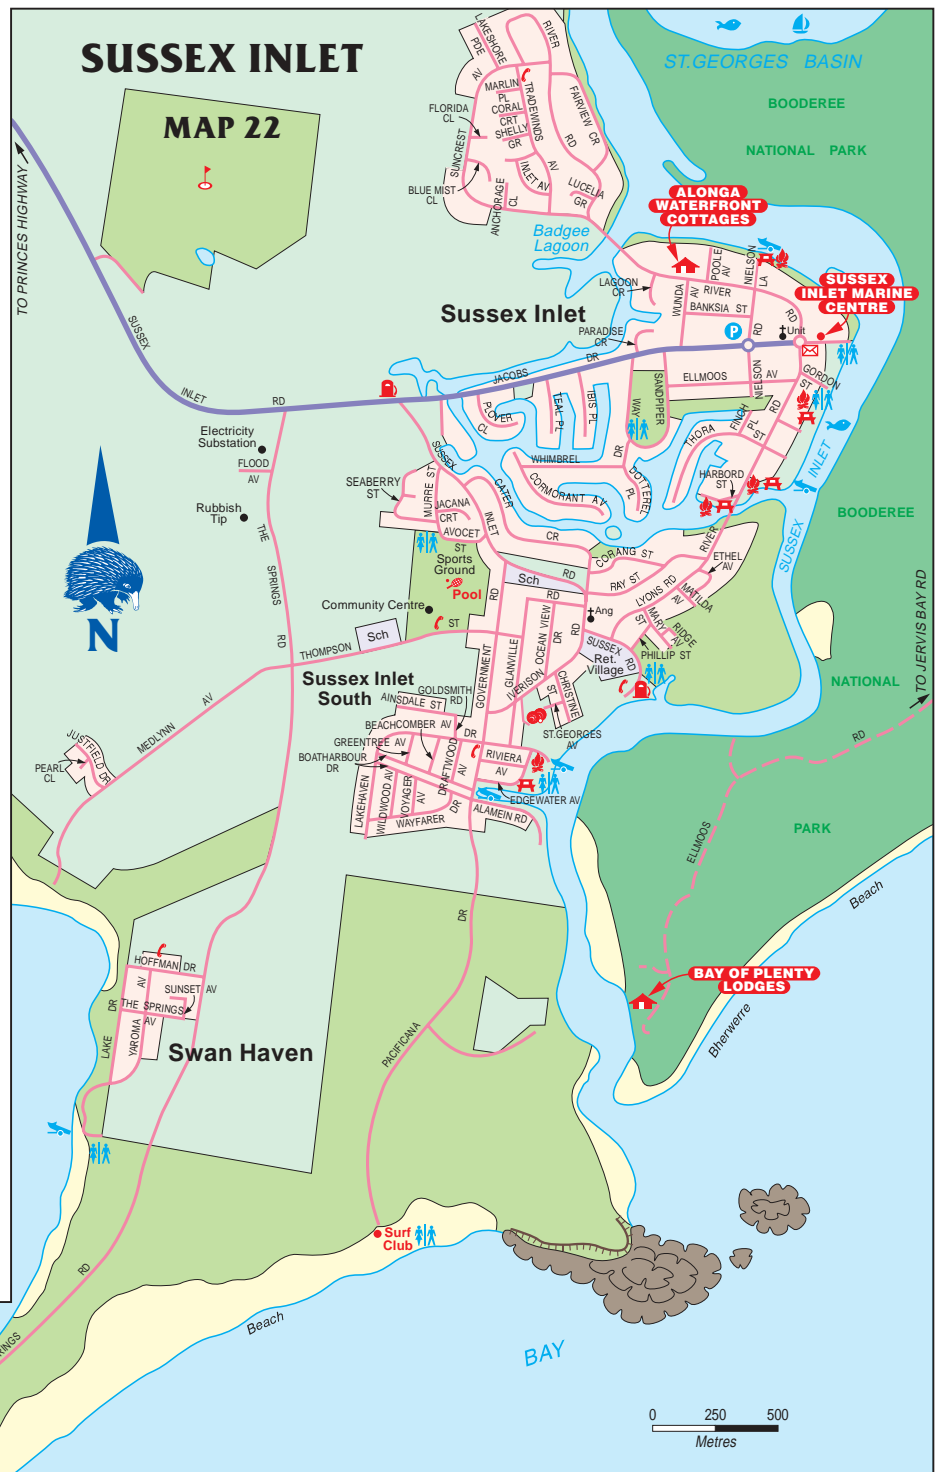 SUSSEX INLET
MAP 22
TO PRINCES HIGHWAY
ST.GEORGES BASIN
BOODEREE
NATIONAL PARK
LAKESHORE
PDE
RIVER
AV
MARLIN
PL
CORAL
CRT
SHELLY
GR
TRADEWINDS
AV
FAIRVIEW CR
RD
FLORIDA
CL
SUNCREST
BLUE MIST
CL
INLET AV
ANCHORAGE
CL
LUCELIA
GR
Badgee
Lagoon
ALONGA
WATERFRONT
COTTAGES
SUSSEX
INLET MARINE
CENTRE
POOLE
AV
NIELSON
LA
LAGOON
CR
WUNDA
AV
RIVER
RD
BANKSIA ST
Sussex Inlet
PARADISE
CR
P
RD
Unit
JACOBS
DR
SUSSEX
INLET
RD
ELLMOOS
AV
NIELSON
GORDON
ST
SANDPIPER
WAY
PLOVER
CL
TEAL PL
IBIS PL
THORA
FINCH
PL
ST
RD
Electricity
Substation
FLOOD
AV
Rubbish
Tip
SUSSEX
WHIMBREL
DR
CORMORANT AV
DOTTEREL
PL
HARBORD
ST
INLET
SUSSEX
SEABERRY
ST
MURRE ST
JACANA
CRT
AVOCET
ST
CATER
CR
INLET
RD
BOODEREE
RIVER
ETHEL
AV
CORANG ST
RAY ST
LYONS RD
MATILDA
AV
THE
SPRINGS
RD
N
Sports
Ground
Pool
Community Centre
Sch
ST
THOMPSON
Sch
RD
RD
Ang
OCEAN VIEW
DR
RD
SUSSEX
RD
MARY
ST
RIDGE
AV
PHILLIP ST
Ret.
Village
NATIONAL
TO JERVIS BAY RD
Sussex Inlet
South
GOVERNMENT
GLANVILLE
IVERISON
CHRISTINE
ST
ST.GEORGES
AV
MEDLYNN
AV
JUSTFIELD DR
PEARL
CL
GOLDSMITH
RD
AINSDALE ST
BEACHCOMBER AV
DR
GREENTREE AV
BOATHARBOUR
DR
RIVIERA
AV
EDGEWATER AV
DRAFTWOOD
AV
LAKEHAVEN
WILDWOOD AV
VOYAGER
AV
WAYFARER
DR
ALAMEIN RD
RD
ELLMOOS
PARK
Beach
BAY OF PLENTY
LODGES
Bherwerre
DR
PACIFICANA
HOFFMAN DR
AV
SUNSET AV
THE SPRINGS
AV
DR
LAKE
YAROMA
Swan Haven
Surf
Club
RD
RINGS
Beach
BAY
0 250 500
Metres